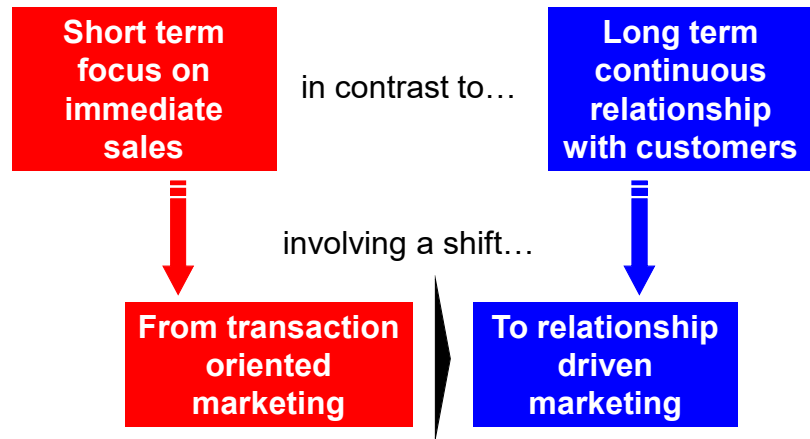 Short term
focus on
immediate
sales
in contrast to…
Long term
continuous
relationship
with customers
involving a shift…
From transaction
oriented
marketing
To relationship
driven
marketing